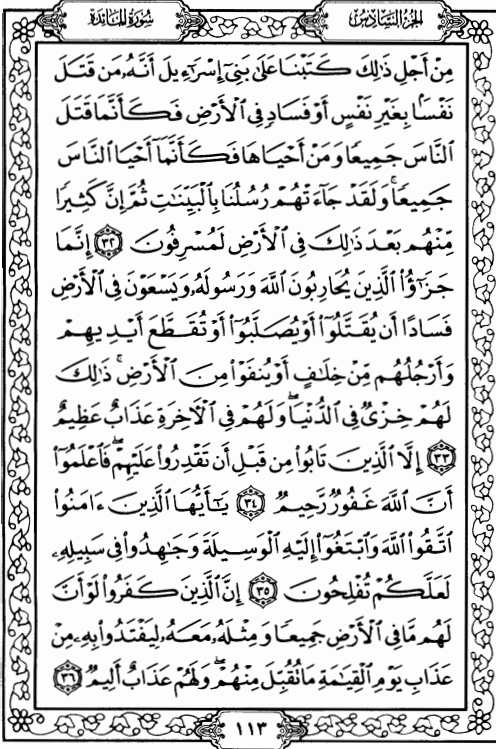 الجزء السادس
سورة المائدة
مِنْ أَجْلِ ذَٰلِكَ كَتَبْنَا عَلَىٰ بَنِىٓ إِسْرَٰٓءِيلَ أَنَّهُۥ مَن قَتَلَ
نَفْسًۢا بِغَيْرِ نَفْسٍ أَوْ فَسَادٍ فِى ٱلْأَرْضِ فَكَأَنَّمَا قَتَلَ
ٱلنَّاسَ جَمِيعًا وَمَنْ أَحْيَاهَا فَكَأَنَّمَآ أَحْيَا ٱلنَّاسَ
جَمِيعًا ۚ وَلَقَدْ جَآءَتْهُمْ رُسُلُنَا بِٱلْبَيِّنَٰتِ ثُمَّ إِنَّ كَثِيرًا
مِّنْهُم بَعْدَ ذَٰلِكَ فِى ٱلْأَرْضِ لَمُسْرِفُونَ ٣٢ إِنَّمَا
جَزَٰٓؤُا۟ ٱلَّذِينَ يُحَارِبُونَ ٱللَّهَ وَرَسُولَهُۥ وَيَسْعَوْنَ فِى ٱلْأَرْضِ
فَسَادًا أَن يُقَتَّلُوٓا۟ أَوْ يُصَلَّبُوٓا۟ أَوْ تُقَطَّعَ أَيْدِيهِمْ
وَأَرْجُلُهُم مِّنْ خِلَٰفٍ أَوْ يُنفَوْا۟ مِنَ ٱلْأَرْضِ ۚ ذَٰلِكَ
لَهُمْ خِزْىٌ فِى ٱلدُّنْيَا ۖ وَلَهُمْ فِى ٱلْءَاخِرَةِ عَذَابٌ عَظِيمٌ
٣٣ إِلَّا ٱلَّذِينَ تَابُوا۟ مِن قَبْلِ أَن تَقْدِرُوا۟ عَلَيْهِمْ ۖ فَٱعْلَمُوٓا۟
أَنَّ ٱللَّهَ غَفُورٌ رَّحِيمٌ ٣٤ يَٰٓأَيُّهَا ٱلَّذِينَ ءَامَنُوا۟
ٱتَّقُوا۟ ٱللَّهَ وَٱبْتَغُوٓا۟ إِلَيْهِ ٱلْوَسِيلَةَ وَجَٰهِدُوا۟ فِى سَبِيلِهِۦ
لَعَلَّكُمْ تُفْلِحُونَ ٣٥ إِنَّ ٱلَّذِينَ كَفَرُوا۟ لَوْ أَنَّ
لَهُم مَّا فِى ٱلْأَرْضِ جَمِيعًا وَمِثْلَهُۥ مَعَهُۥ لِيَفْتَدُوا۟ بِهِۦ مِنْ
عَذَابِ يَوْمِ ٱلْقِيَٰمَةِ مَا تُقُبِّلَ مِنْهُمْ ۖ وَلَهُمْ عَذَابٌ أَلِيمٌ ٣٦
١١٣